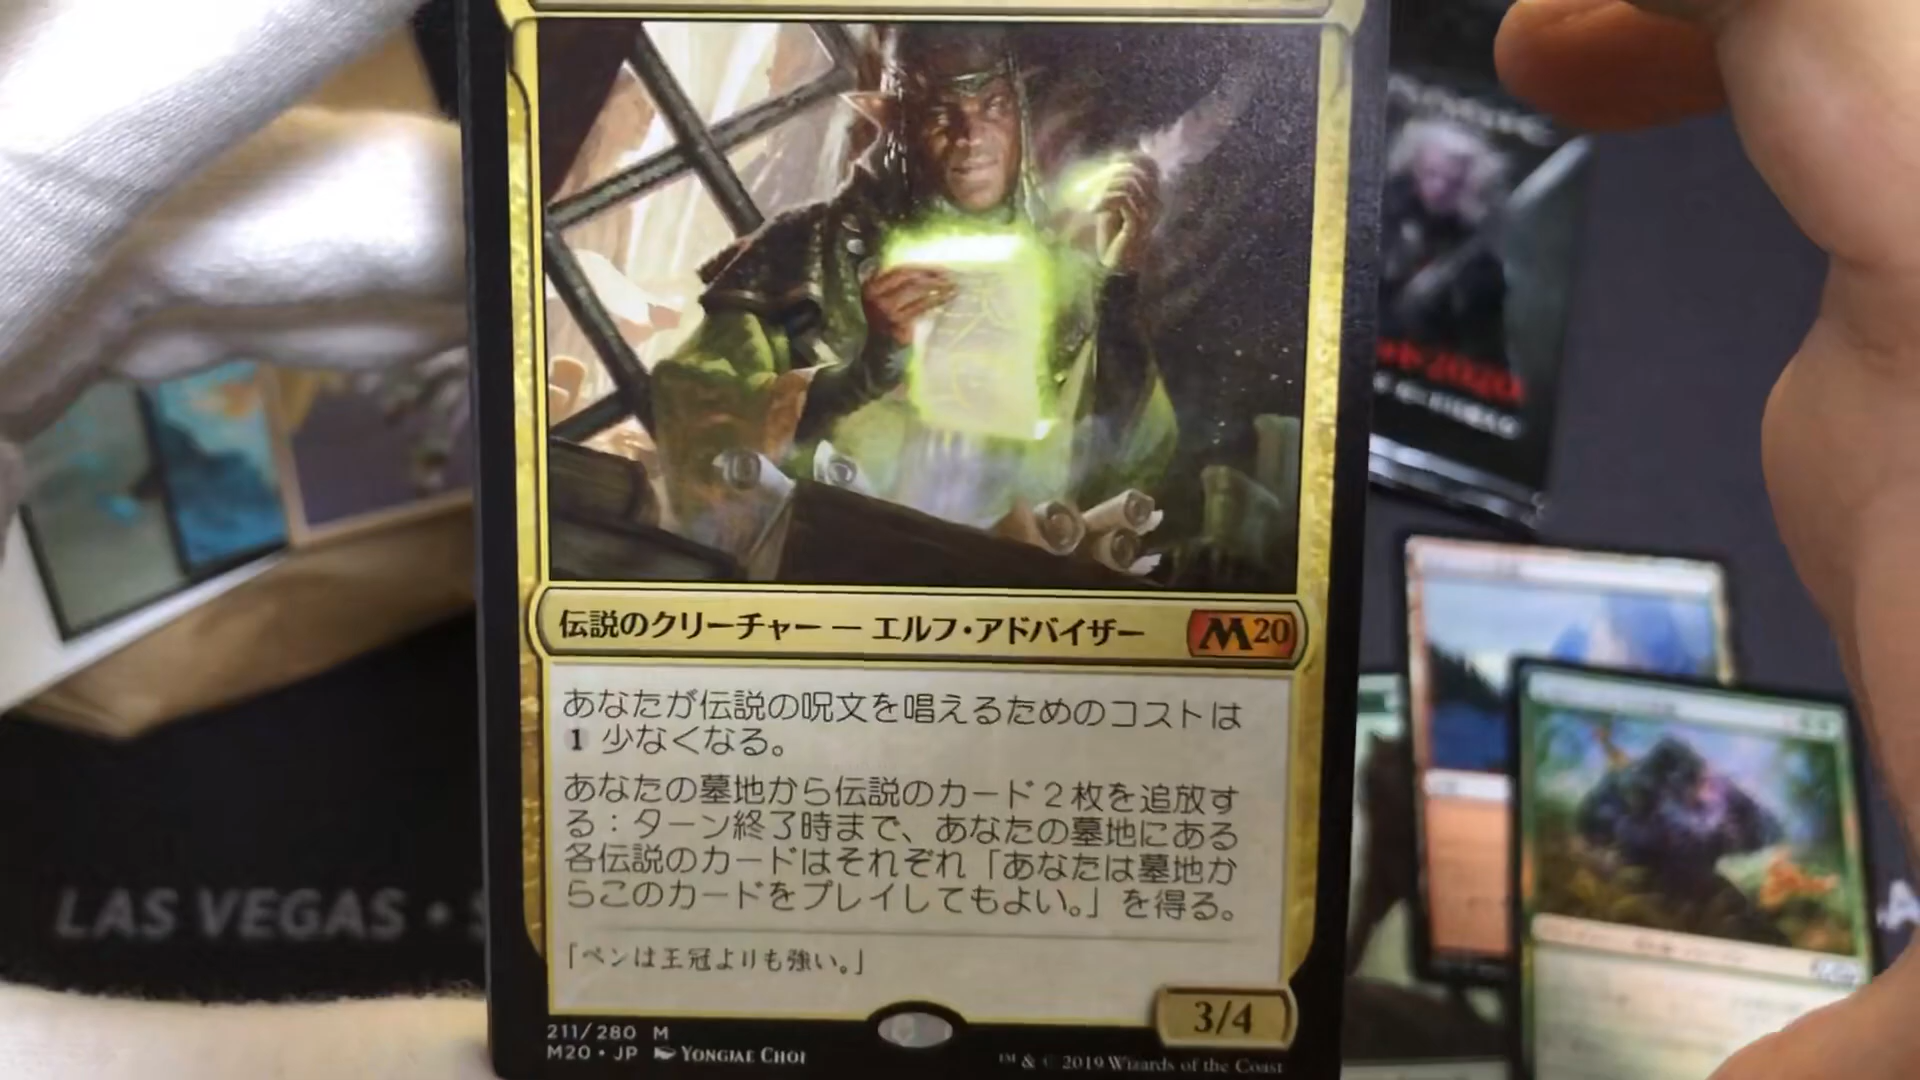 伝説のクリーチャー ー エルフ・アドバイザー
M20
あなたが伝説の呪文を唱えるためのコストは
1 少なくなる。
あなたの墓地から伝説のカード2枚を追放す
る:ターン終了時まで、あなたの墓地にある
各伝説のカードはそれぞれ「あなたは墓地か
らこのカードをプレイしてもよい。」を得る。
「ペンは王冠よりも強い。」
3/4
211/280 M
M20・JP YONGJAE CHOI
™ & © 2019 Wizards of the Coast
LAS VEGAS •